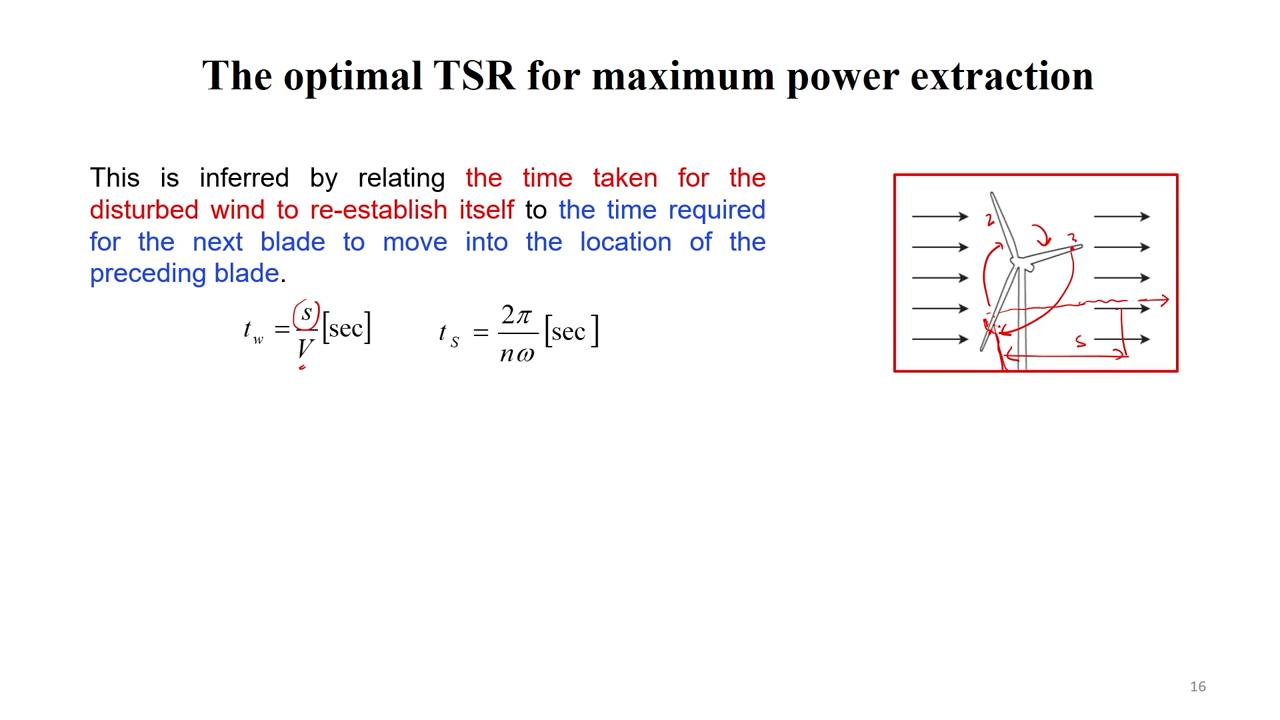 The optimal TSR for maximum power extraction
This is inferred by relating the time taken for the
disturbed wind to re-establish itself to the time required
for the next blade to move into the location of the
preceding blade.
t_w = s/V [sec]
t_S = 2π/nω [sec]
2
3
s
16